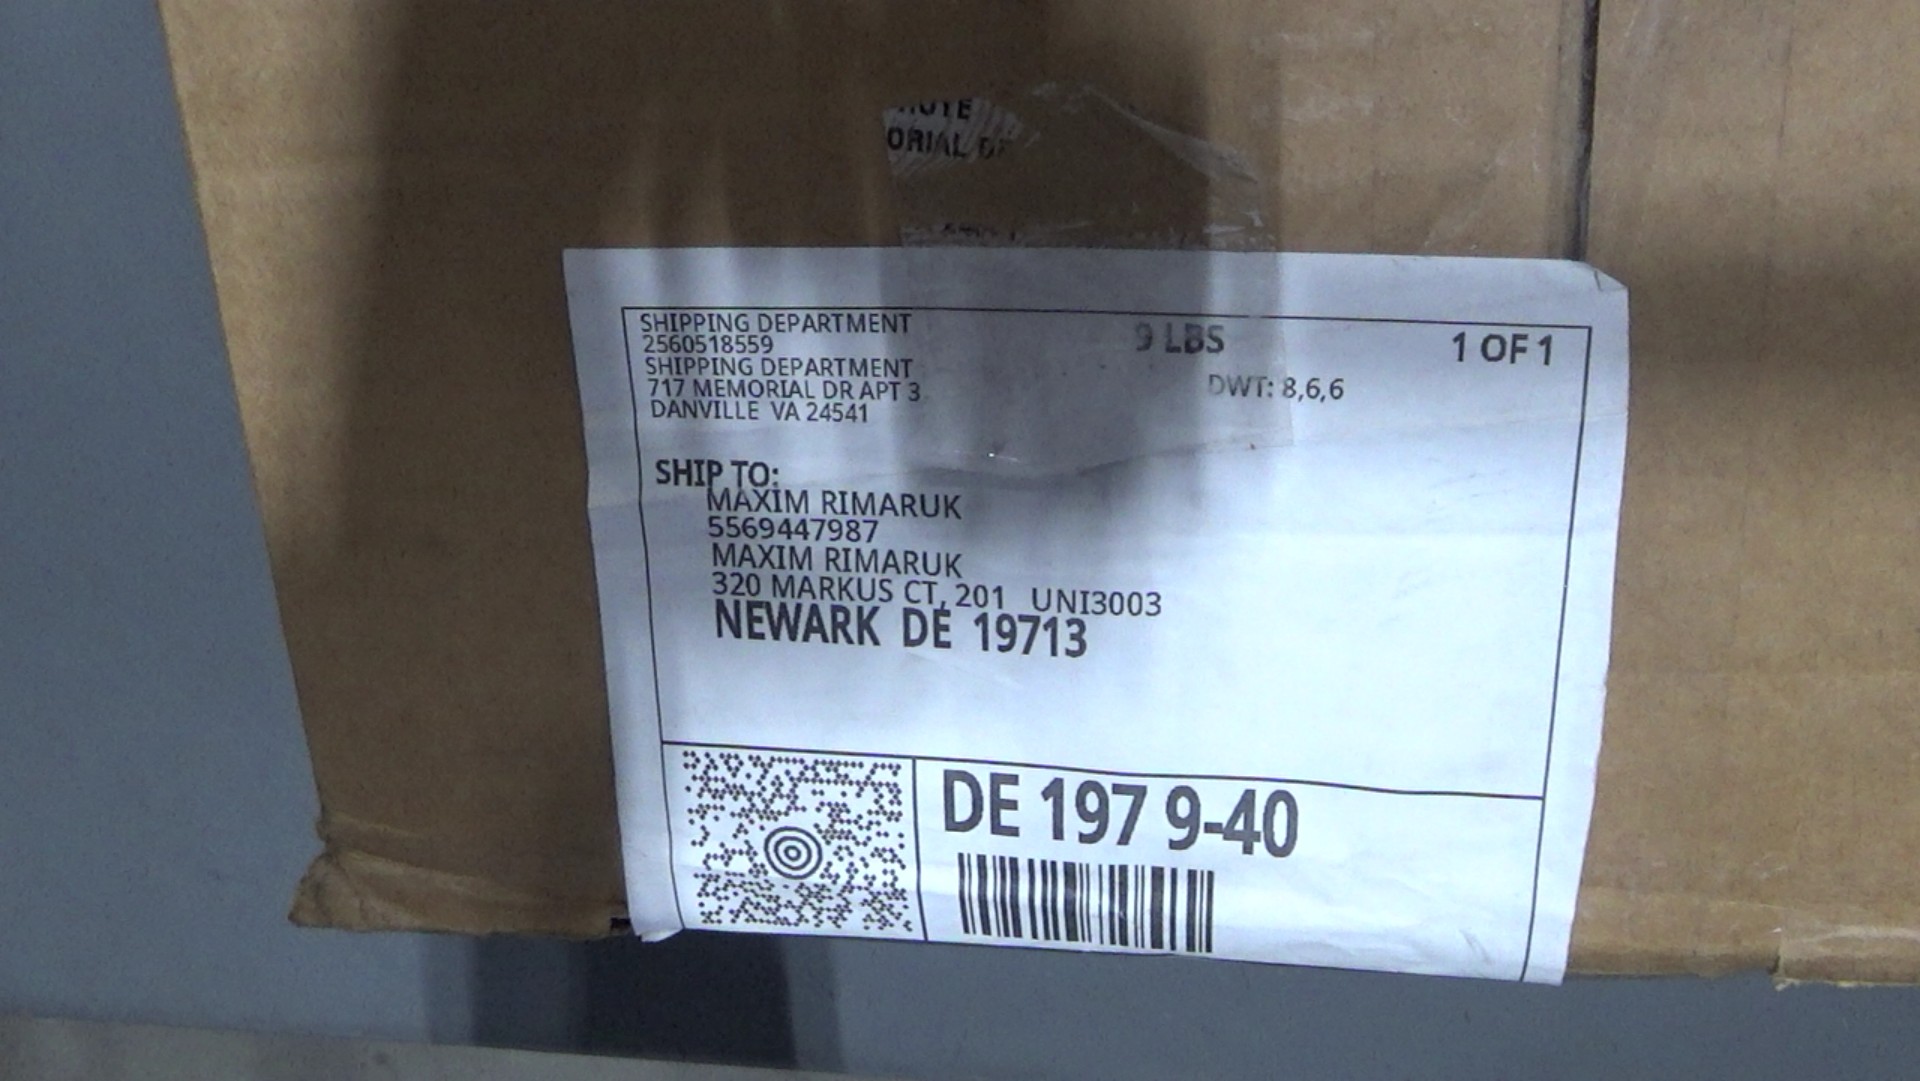 ORIAL
SHIPPING DEPARTMENT
2560518559
SHIPPING DEPARTMENT
717 MEMORIAL DR APT 3
DANVILLE VA 24541
9 LBS
1 OF 1
DWT: 8,6,6
SHIP TO:
MAXIM RIMARUK
5569447987
MAXIM RIMARUK
320 MARKUS CT, 201 UNI3003
NEWARK DE 19713
DE 197 9-40